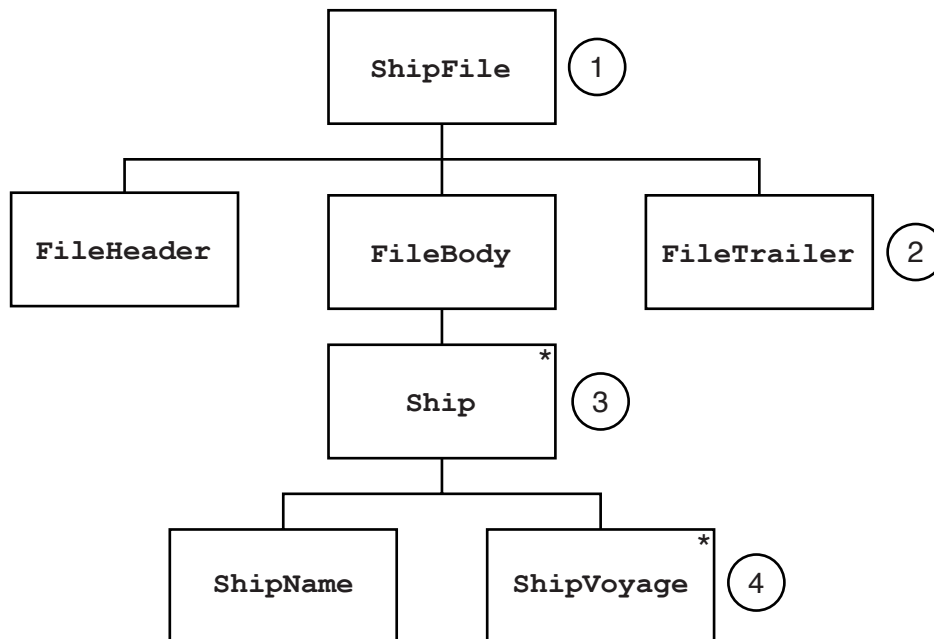 ShipFile
1
FileHeader
FileBody
FileTrailer
2
*
Ship
3
ShipName
*
ShipVoyage
4